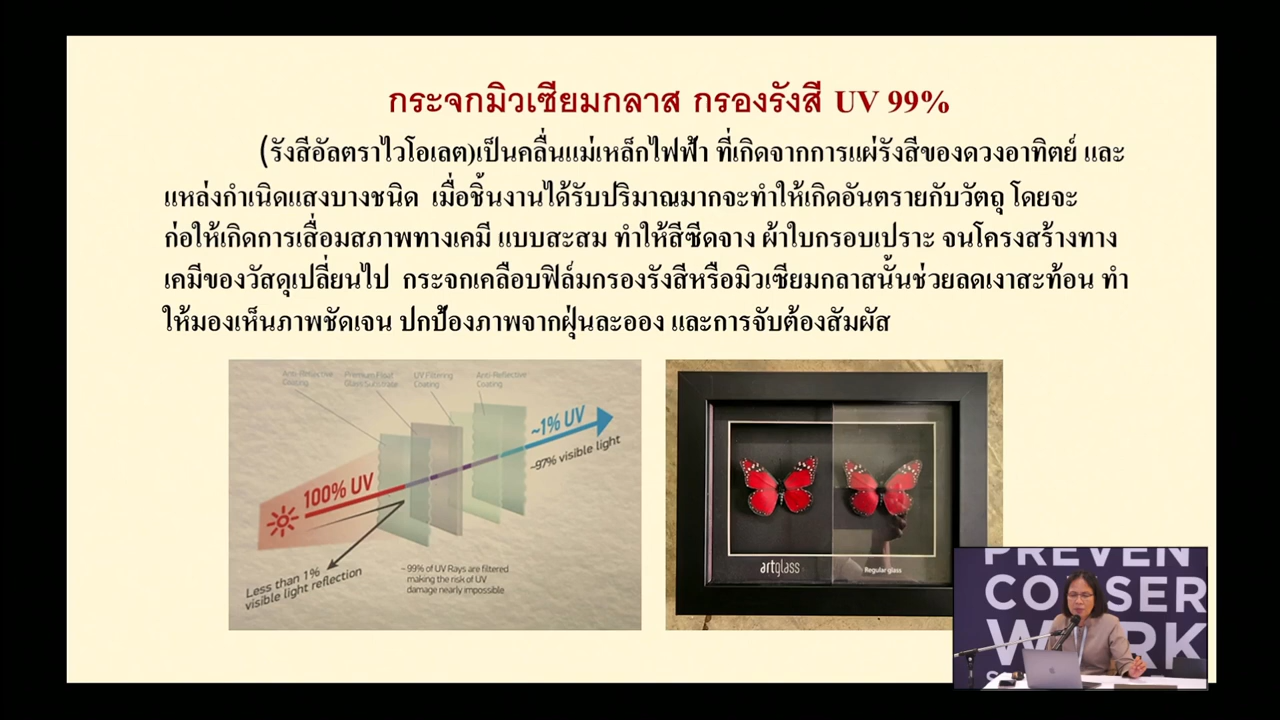 กระจกมิวเซียมกลาส กรองรังสี UV 99%
(รังสีอัลตราไวโอเลต)เป็นคลื่นแม่เหล็กไฟฟ้า ที่เกิดจากการแผ่รังสีของดวงอาทิตย์ และ
แหล่งกำเนิดแสงบางชนิด เมื่อชิ้นงานได้รับปริมาณมากจะทำให้เกิดอันตรายกับวัตถุ โดยจะ
ก่อให้เกิดการเสื่อมสภาพทางเคมี แบบสะสม ทำให้สีซีดจาง ผ้าใบกรอบเปราะ จนโครงสร้างทาง
เคมีของวัสดุเปลี่ยนไป กระจกเคลือบฟิล์มกรองรังสีหรือมิวเซียมกลาสนั้นช่วยลดเงาสะท้อน ทำ
ให้มองเห็นภาพชัดเจน ปกป้องภาพจากฝุ่นละออง และการจับต้องสัมผัส
Anti-Reflective
Coating
Premium Float
Glass Substrate
UV Filtering
Coating
Anti-Reflective
Coating
100% UV
~1% UV
~97% visible light
Less than 1%
visible light reflection
~99% of UV Rays are filtered
making the risk of UV
damage nearly impossible
artglass
Regular glass
PREVEN
CO SER
W RK